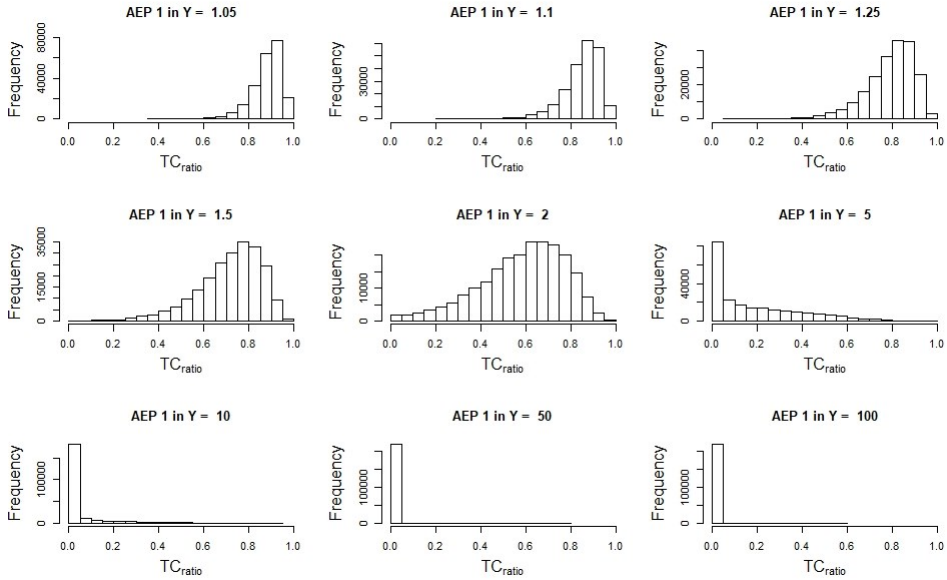 AEP 1 in Y = 1.05
Frequency
0 40000 80000
0.0 0.2 0.4 0.6 0.8 1.0
TCratio
AEP 1 in Y = 1.1
Frequency
0 30000
0.0 0.2 0.4 0.6 0.8 1.0
TCratio
AEP 1 in Y = 1.25
Frequency
0 20000
0.0 0.2 0.4 0.6 0.8 1.0
TCratio
AEP 1 in Y = 1.5
Frequency
0 15000 35000
0.0 0.2 0.4 0.6 0.8 1.0
TCratio
AEP 1 in Y = 2
Frequency
0 10000
0.0 0.2 0.4 0.6 0.8 1.0
TCratio
AEP 1 in Y = 5
Frequency
0 40000
0.0 0.2 0.4 0.6 0.8 1.0
TCratio
AEP 1 in Y = 10
Frequency
0 100000
0.0 0.2 0.4 0.6 0.8 1.0
TCratio
AEP 1 in Y = 50
Frequency
0 100000
0.0 0.2 0.4 0.6 0.8 1.0
TCratio
AEP 1 in Y = 100
Frequency
0 100000
0.0 0.2 0.4 0.6 0.8 1.0
TCratio